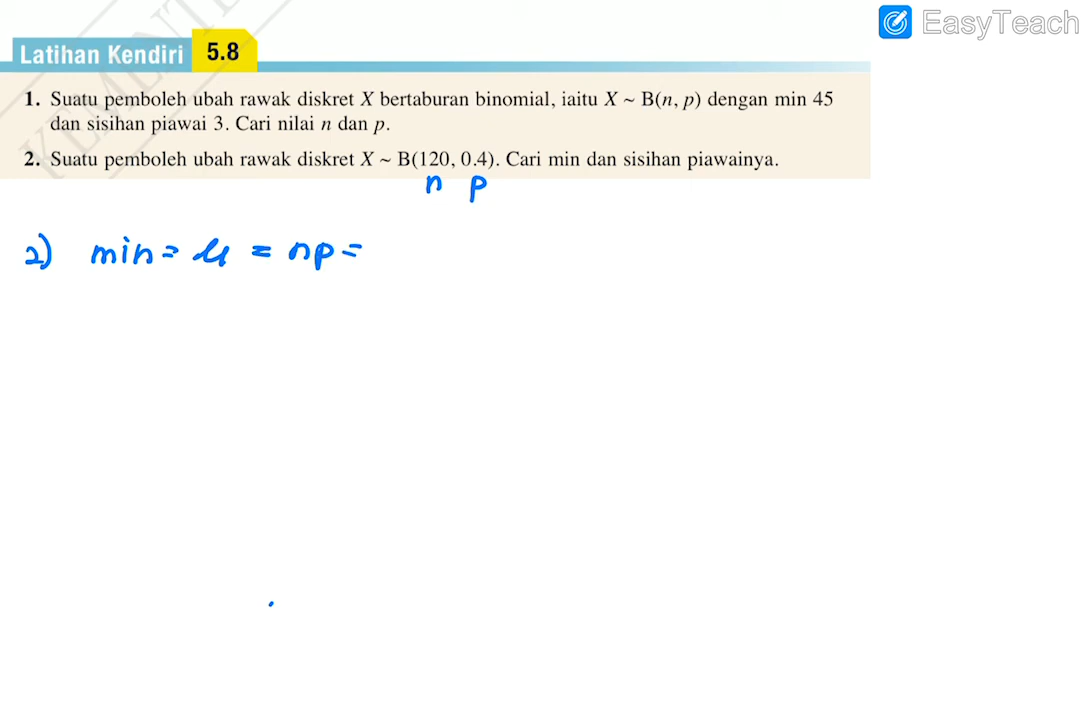 EasyTeach
Latihan Kendiri 5.8
1. Suatu pemboleh ubah rawak diskret X bertaburan binomial, iaitu X ~ B(n, p) dengan min 45
dan sisihan piawai 3. Cari nilai n dan p.
2. Suatu pemboleh ubah rawak diskret X ~ B(120, 0.4). Cari min dan sisihan piawainya.
n p
2) min = μ = np =